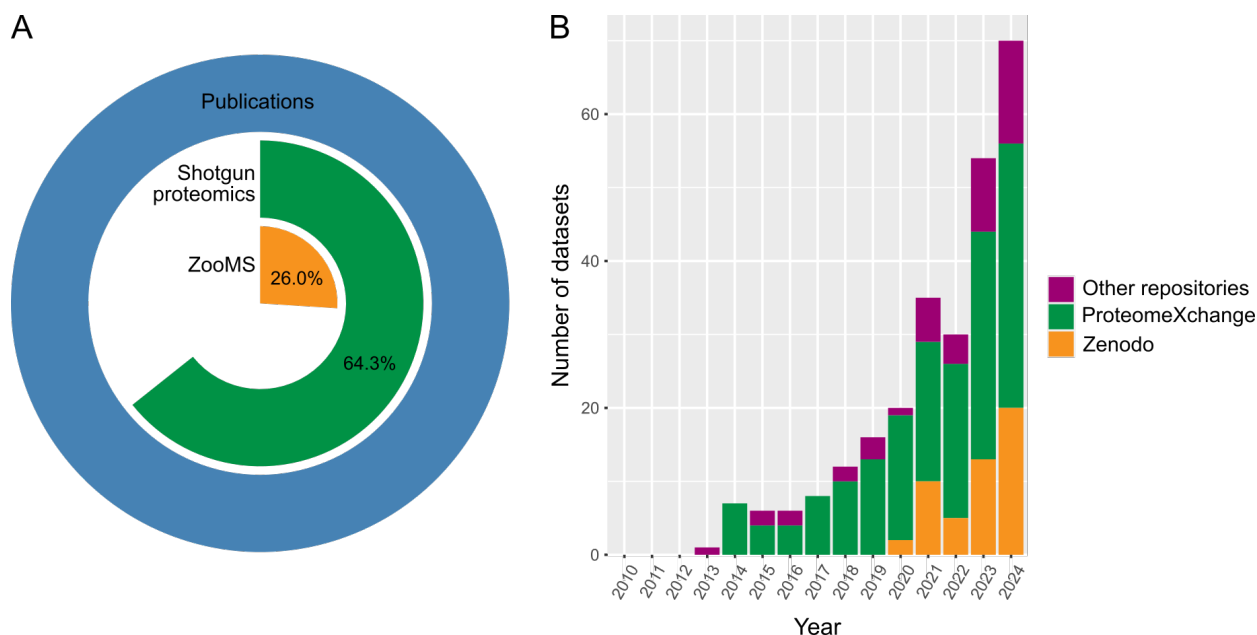 A
Publications
Shotgun
proteomics
ZooMS
26.0%
64.3%
B
Number of datasets
60
40
20
0
2010
2011
2012
2013
2014
2015
2016
2017
2018
2019
2020
2021
2022
2023
2024
Year
Other repositories
ProteomeXchange
Zenodo